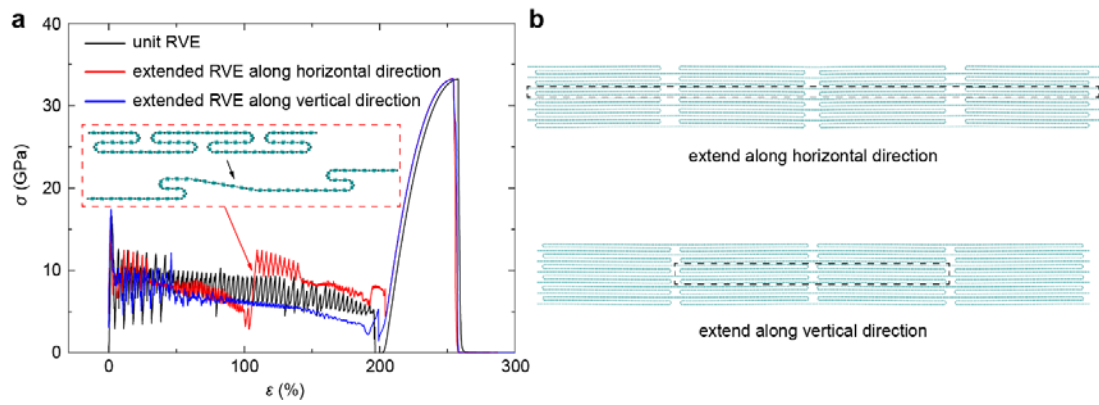 a
b
40
30
20
10
0
σ (GPa)
unit RVE
extended RVE along horizontal direction
extended RVE along vertical direction
0
100
200
300
ε (%)
extend along horizontal direction
extend along vertical direction